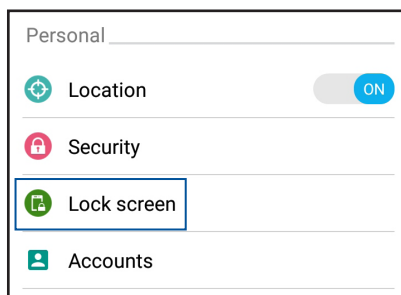 Personal
Location
ON
Security
Lock screen
Accounts